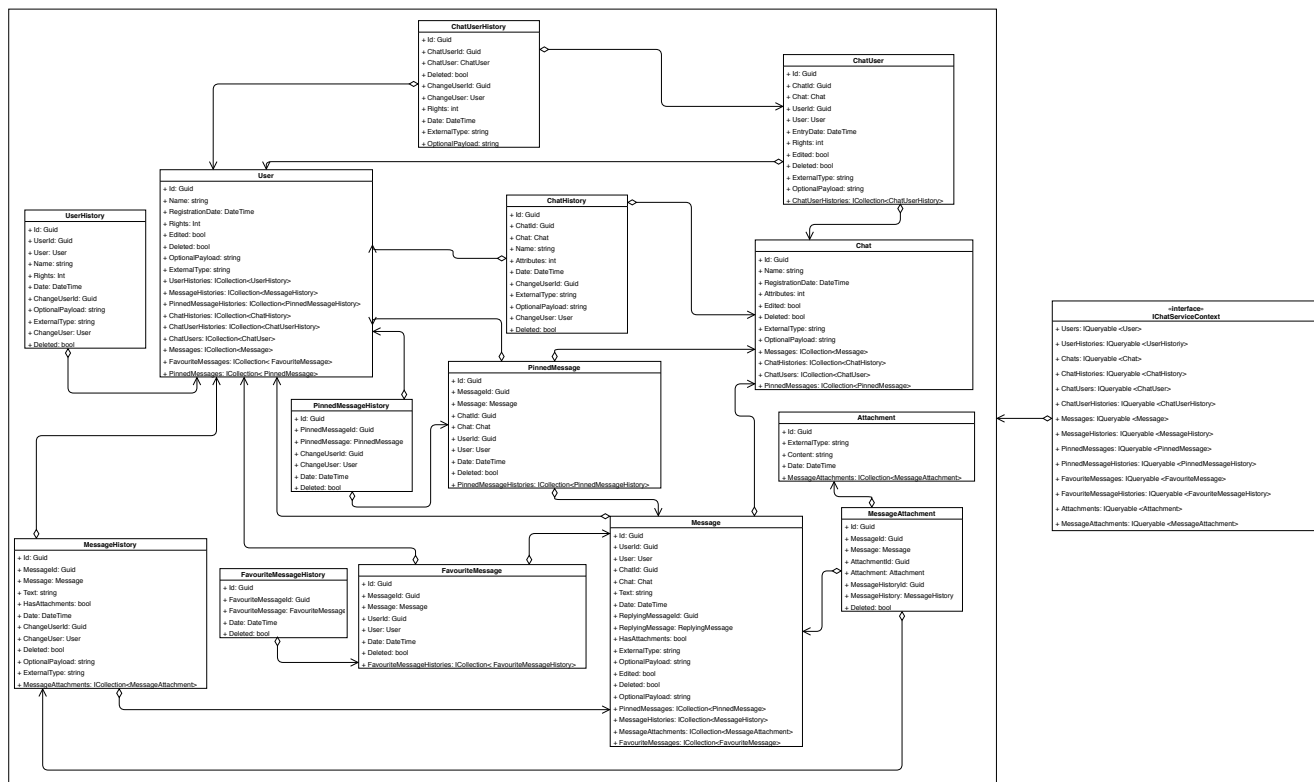 ChatUserHistory
+ Id: Guid
+ ChatUserId: Guid
+ ChatUser: ChatUser
+ Deleted: bool
+ ChangeUserId: Guid
+ ChangeUser: User
+ Rights: int
+ Date: DateTime
+ ExternalType: string
+ OptionalPayload: string
ChatUser
+ Id: Guid
+ ChatId: Guid
+ Chat: Chat
+ UserId: Guid
+ User: User
+ EntryDate: DateTime
+ Rights: int
+ Edited: bool
+ Deleted: bool
+ ExternalType: string
+ OptionalPayload: string
+ ChatUserHistories: ICollection<ChatUserHistory>
User
+ Id: Guid
+ Name: string
+ RegistrationDate: DateTime
+ Rights: Int
+ Edited: bool
+ Deleted: bool
+ OptionalPayload: string
+ ExternalType: string
+ UserHistories: ICollection<UserHistory>
+ MessageHistories: ICollection<MessageHistory>
+ PinnedMessageHistories: ICollection<PinnedMessageHistory>
+ ChatHistories: ICollection<ChatHistory>
+ ChatUserHistories: ICollection<ChatUserHistory>
+ ChatUsers: ICollection<ChatUser>
+ Messages: ICollection<Message>
+ FavouriteMessages: ICollection< FavouriteMessage>
+ PinnedMessages: ICollection< PinnedMessage>
UserHistory
+ Id: Guid
+ UserId: Guid
+ User: User
+ Name: string
+ Rights: Int
+ Date: DateTime
+ ChangeUserId: Guid
+ OptionalPayload: string
+ ExternalType: string
+ ChangeUser: User
+ Deleted: bool
ChatHistory
+ Id: Guid
+ ChatId: Guid
+ Chat: Chat
+ Name: string
+ Attributes: int
+ Date: DateTime
+ ChangeUserId: Guid
+ ExternalType: string
+ OptionalPayload: string
+ ChangeUser: User
+ Deleted: bool
Chat
+ Id: Guid
+ Name: string
+ RegistrationDate: DateTime
+ Attributes: int
+ Edited: bool
+ Deleted: bool
+ ExternalType: string
+ OptionalPayload: string
+ Messages: ICollection<Message>
+ ChatHistories: ICollection<ChatHistory>
+ ChatUsers: ICollection<ChatUser>
+ PinnedMessages: ICollection<PinnedMessage>
«interface»
IChatServiceContext
+ Users: IQueryable <User>
+ UserHistories: IQueryable <UserHistoriy>
+ Chats: IQueryable <Chat>
+ ChatHistories: IQueryable <ChatHistory>
+ ChatUsers: IQueryable <ChatUser>
+ ChatUserHistories: IQueryable <ChatUserHistory>
+ Messages: IQueryable <Message>
+ MessageHistories: IQueryable <MessageHistory>
+ PinnedMessages: IQueryable <PinnedMessage>
+ PinnedMessageHistories: IQueryable <PinnedMessageHistory>
+ FavouriteMessages: IQueryable <FavouriteMessage>
+ FavouriteMessageHistories: IQueryable <FavouriteMessageHistory>
+ Attachments: IQueryable <Attachment>
+ MessageAttachments: IQueryable <MessageAttachment>
PinnedMessage
+ Id: Guid
+ MessageId: Guid
+ Message: Message
+ ChatId: Guid
+ Chat: Chat
+ UserId: Guid
+ User: User
+ Date: DateTime
+ Deleted: bool
+ PinnedMessageHistories: ICollection<PinnedMessageHistory>
PinnedMessageHistory
+ Id: Guid
+ PinnedMessageId: Guid
+ PinnedMessage: PinnedMessage
+ ChangeUserId: Guid
+ ChangeUser: User
+ Date: DateTime
+ Deleted: bool
Attachment
+ Id: Guid
+ ExternalType: string
+ Content: string
+ Date: DateTime
+ MessageAttachments: ICollection<MessageAttachment>
MessageAttachment
+ Id: Guid
+ MessageId: Guid
+ Message: Message
+ AttachmentId: Guid
+ Attachment: Attachment
+ MessageHistoryId: Guid
+ MessageHistory: MessageHistory
+ Deleted: bool
Message
+ Id: Guid
+ UserId: Guid
+ User: User
+ ChatId: Guid
+ Chat: Chat
+ Text: string
+ Date: DateTime
+ ReplyingMessageId: Guid
+ ReplyingMessage: ReplyingMessage
+ HasAttachments: bool
+ ExternalType: string
+ OptionalPayload: string
+ Edited: bool
+ Deleted: bool
+ OptionalPayload: string
+ PinnedMessages: ICollection<PinnedMessage>
+ MessageHistories: ICollection<MessageHistory>
+ MessageAttachments: ICollection<MessageAttachment>
+ FavouriteMessages: ICollection<FavouriteMessage>
MessageHistory
+ Id: Guid
+ MessageId: Guid
+ Message: Message
+ Text: string
+ HasAttachments: bool
+ Date: DateTime
+ ChangeUserId: Guid
+ ChangeUser: User
+ Deleted: bool
+ OptionalPayload: string
+ ExternalType: string
+ MessageAttachments: ICollection<MessageAttachment>
FavouriteMessageHistory
+ Id: Guid
+ FavouriteMessageId: Guid
+ FavouriteMessage: FavouriteMessage
+ Date: DateTime
+ Deleted: bool
FavouriteMessage
+ Id: Guid
+ MessageId: Guid
+ Message: Message
+ UserId: Guid
+ User: User
+ Date: DateTime
+ Deleted: bool
+ FavouriteMessageHistories: ICollection< FavouriteMessageHistory>